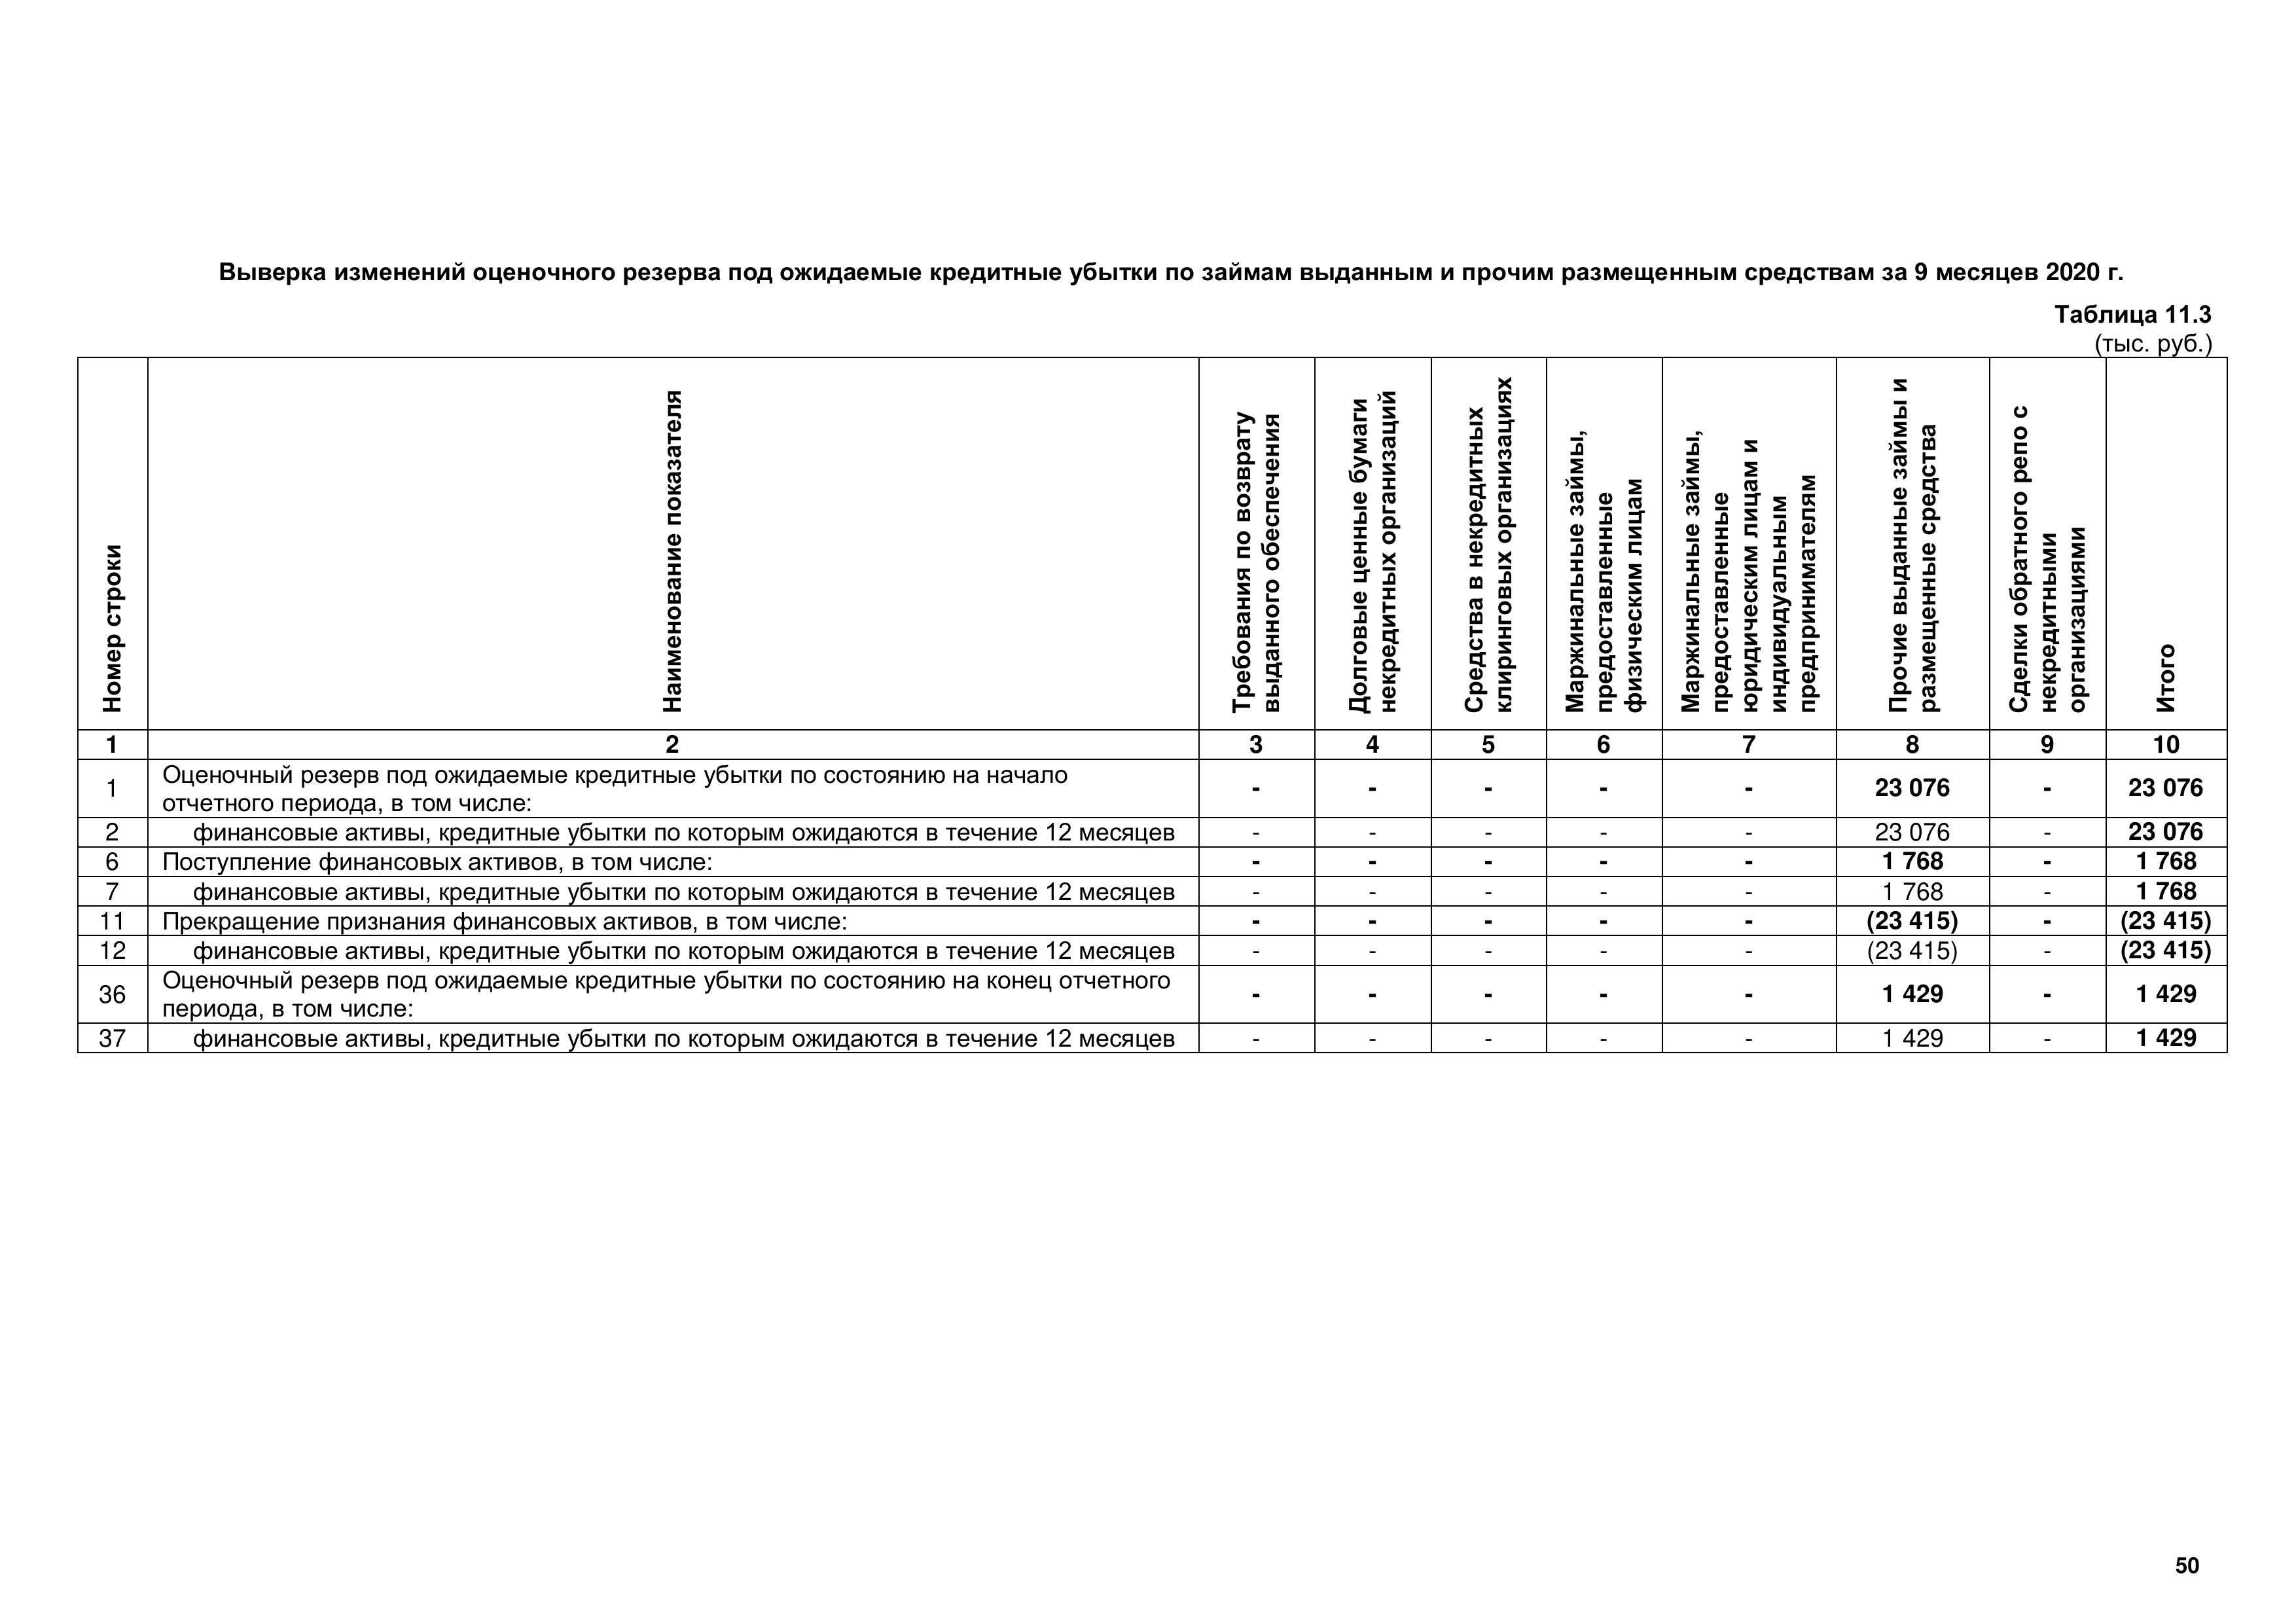 Выверка изменений оценочного резерва под ожидаемые кредитные убытки по займам выданным и прочим размещенным средствам за 9 месяцев 2020 г.
Таблица 11.3
(тыс. руб.)
Номер строки
Наименование показателя
Требования по возврату
выданного обеспечения
Долговые ценные бумаги
некредитных организаций
Средства в некредитных
клиринговых организациях
Маржинальные займы,
предоставленные
физическим лицам
Маржинальные займы,
предоставленные
юридическим лицам и
индивидуальным
предпринимателям
Прочие выданные займы и
размещенные средства
Сделки обратного репо с
некредитными
организациями
Итого
1 2 3 4 5 6 7 8 9 10
1 Оценочный резерв под ожидаемые кредитные убытки по состоянию на начало
отчетного периода, в том числе: - - - - - 23 076 - 23 076
2 финансовые активы, кредитные убытки по которым ожидаются в течение 12 месяцев - - - - - 23 076 - 23 076
6 Поступление финансовых активов, в том числе: - - - - - 1 768 - 1 768
7 финансовые активы, кредитные убытки по которым ожидаются в течение 12 месяцев - - - - - 1 768 - 1 768
11 Прекращение признания финансовых активов, в том числе: - - - - - (23 415) - (23 415)
12 финансовые активы, кредитные убытки по которым ожидаются в течение 12 месяцев - - - - - (23 415) - (23 415)
36 Оценочный резерв под ожидаемые кредитные убытки по состоянию на конец отчетного
периода, в том числе: - - - - - 1 429 - 1 429
37 финансовые активы, кредитные убытки по которым ожидаются в течение 12 месяцев - - - - - 1 429 - 1 429
50